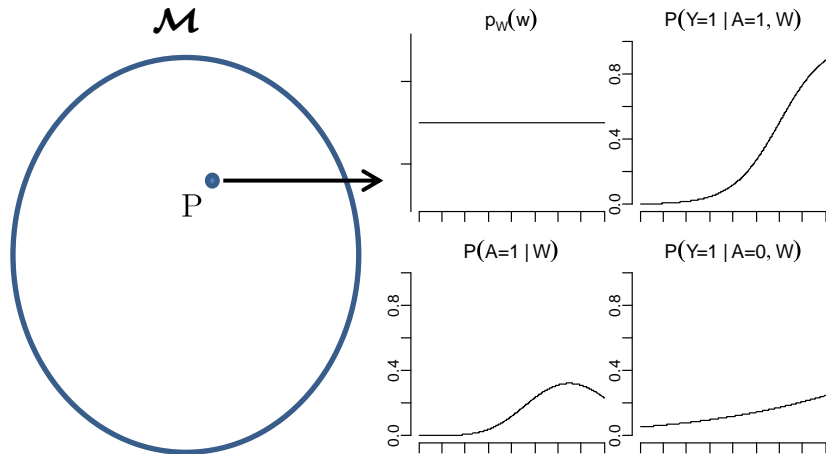 𝓜
P
p_W(w)
P(Y=1 | A=1, W)
0.8
0.4
0.0
P(A=1 | W)
0.8
0.4
0.0
P(Y=1 | A=0, W)
0.8
0.4
0.0